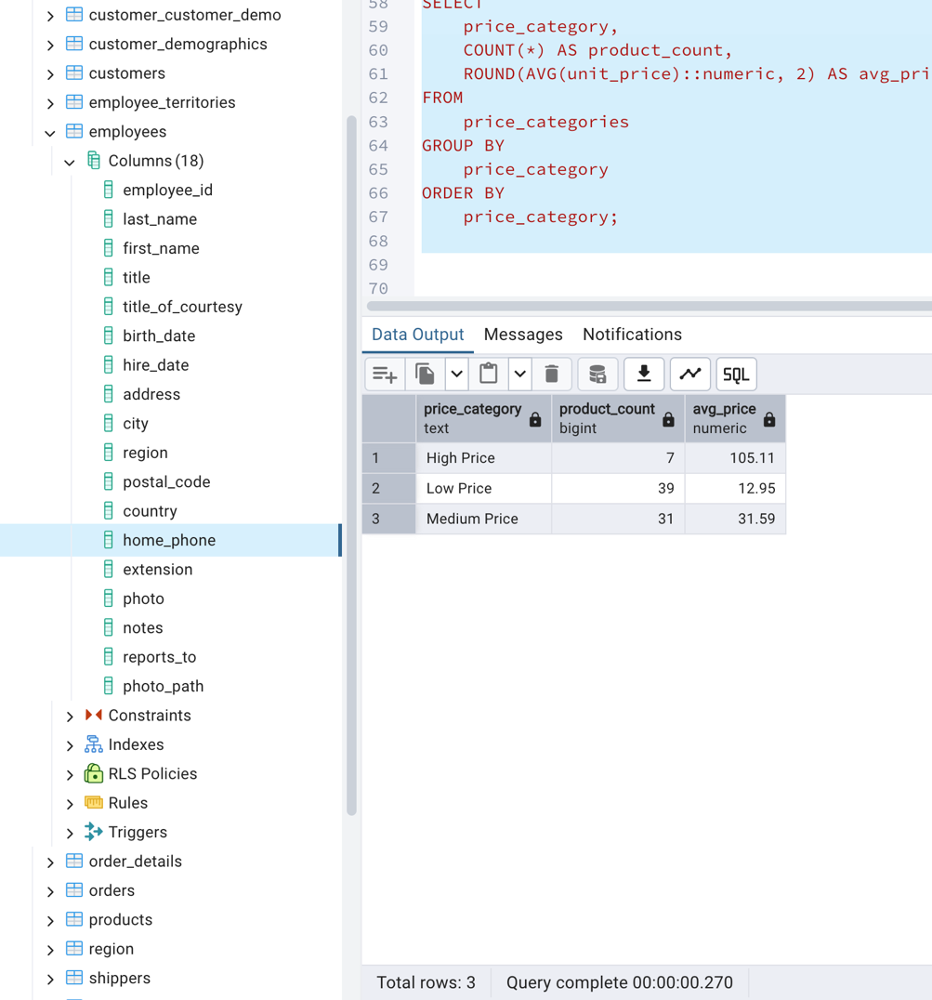 customer_customer_demo
customer_demographics
customers
employee_territories
employees
Columns (18)
employee_id
last_name
first_name
title
title_of_courtesy
birth_date
hire_date
address
city
region
postal_code
country
home_phone
extension
photo
notes
reports_to
photo_path
Constraints
Indexes
RLS Policies
Rules
Triggers
order_details
orders
products
region
shippers
58 SELECT
59 price_category,
60 COUNT(*) AS product_count,
61 ROUND(AVG(unit_price)::numeric, 2) AS avg_pri
62 FROM
63 price_categories
64 GROUP BY
65 price_category
66 ORDER BY
67 price_category;
68
69
70
Data Output Messages Notifications
SQL
price_category product_count avg_price
text bigint numeric
1 High Price 7 105.11
2 Low Price 39 12.95
3 Medium Price 31 31.59
Total rows: 3 Query complete 00:00:00.270